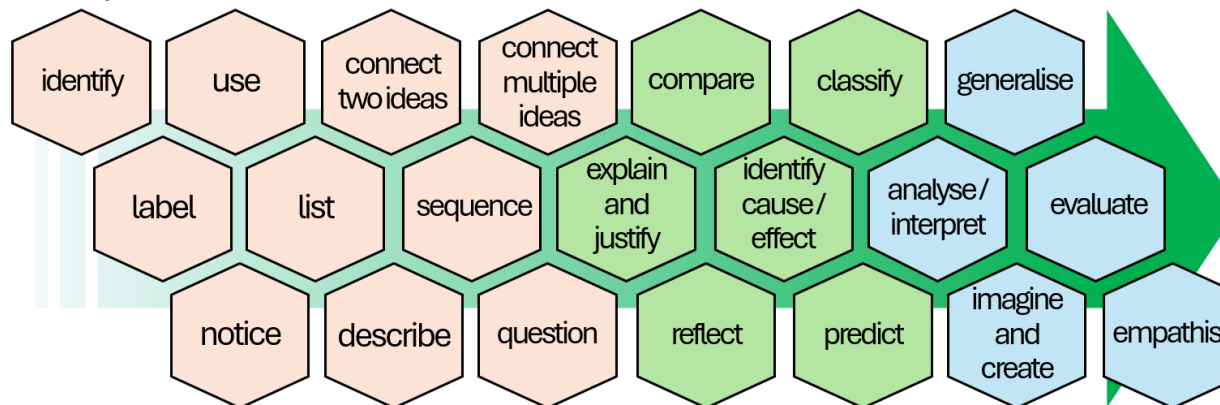 identify
use
connect
two ideas
connect
multiple
ideas
compare
classify
generalise
label
list
sequence
explain
and
justify
identify
cause /
effect
analyse /
interpret
evaluate
notice
describe
question
reflect
predict
imagine
and
create
empathis